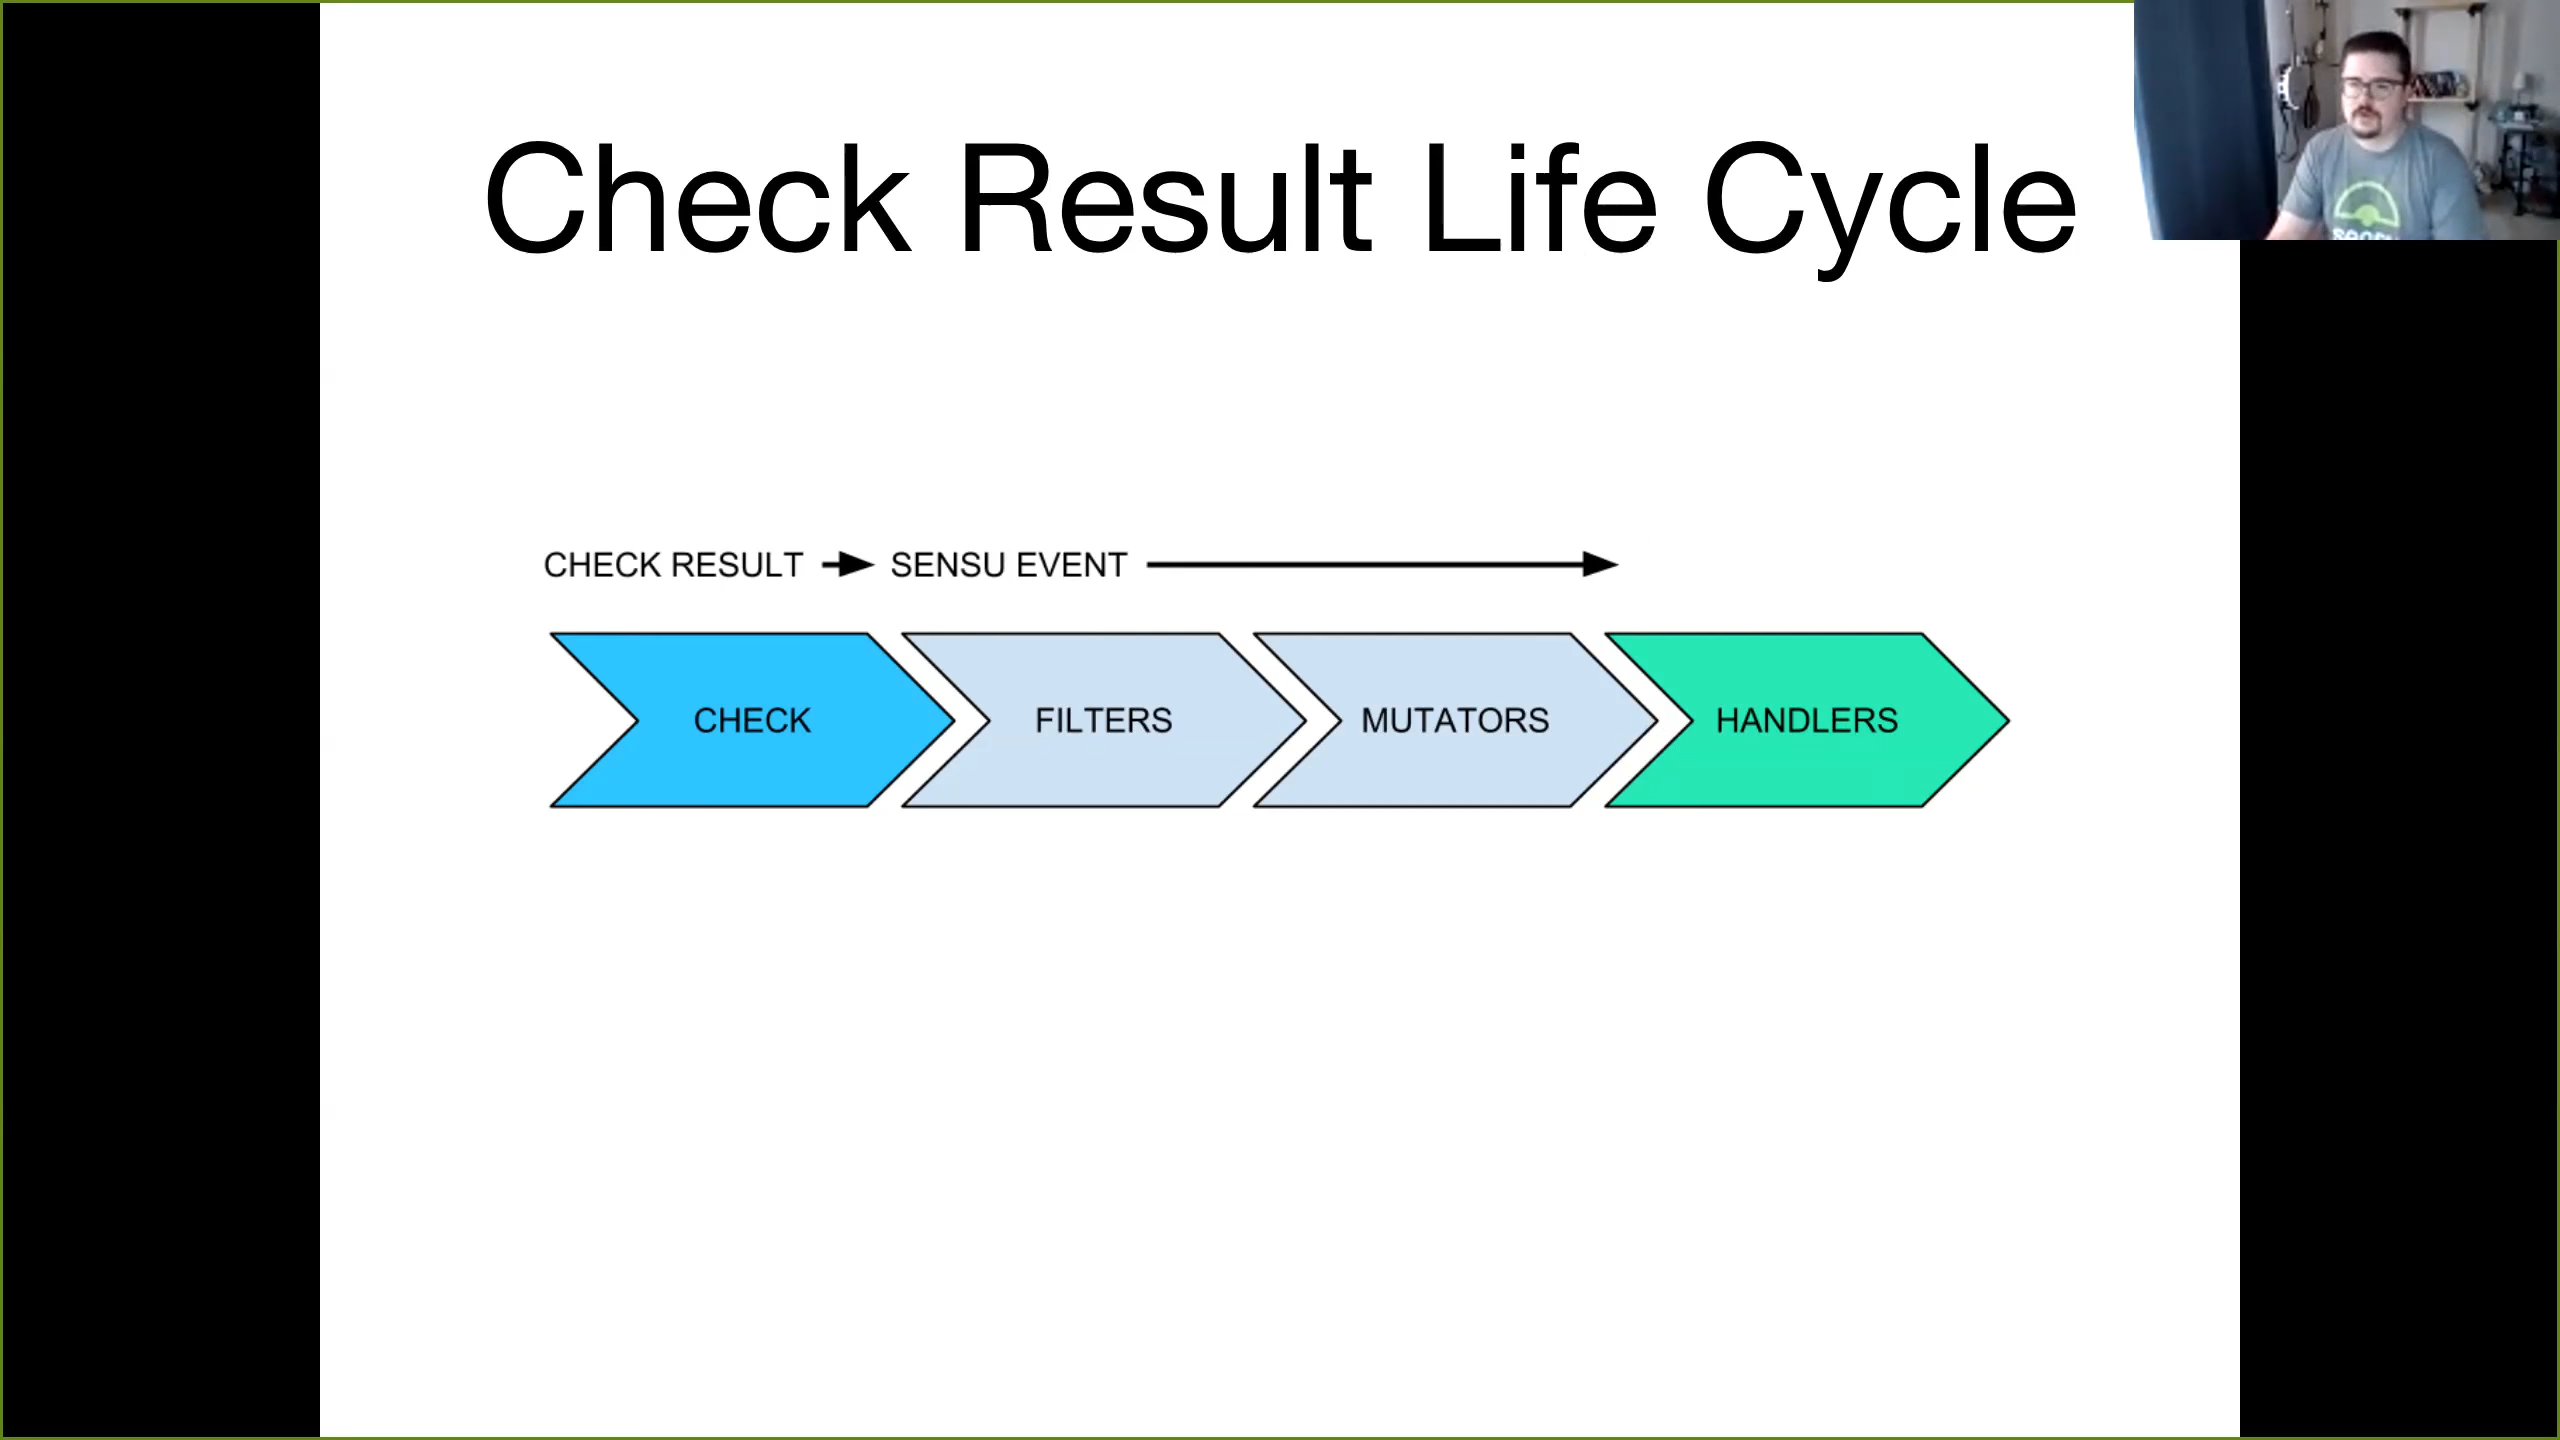 Check Result Life Cycle
CHECK RESULT SENSU EVENT
CHECK FILTERS MUTATORS HANDLERS